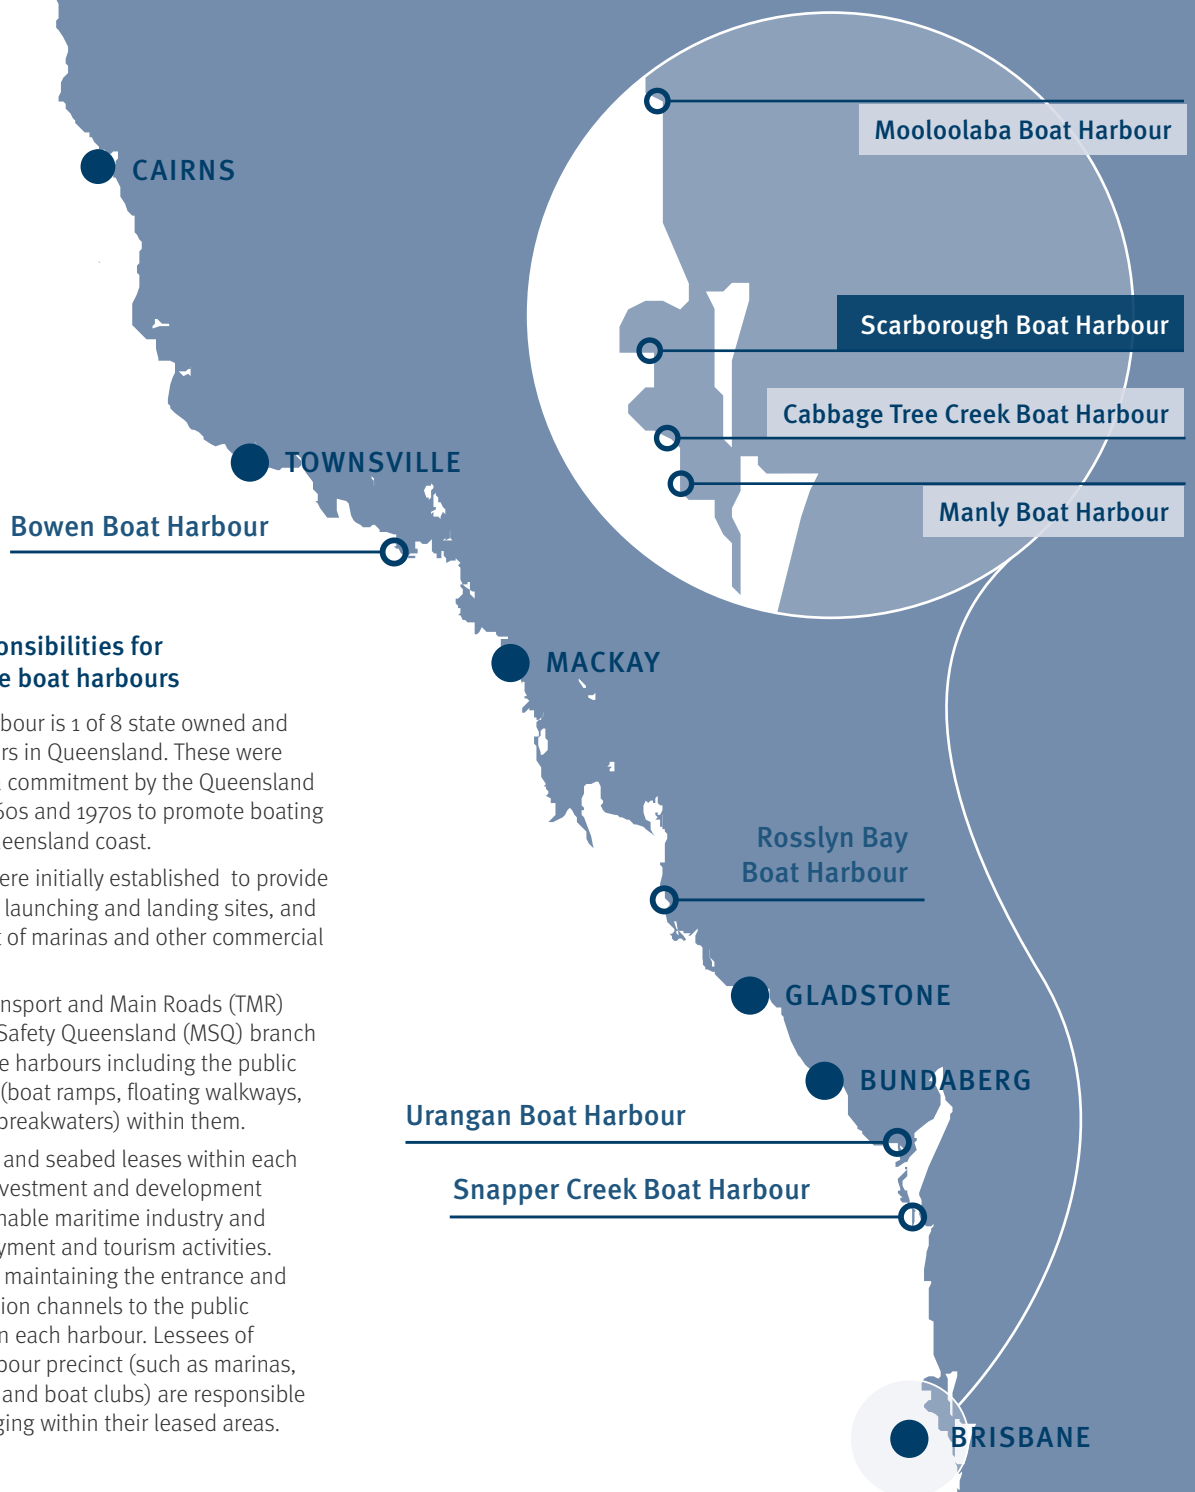 Mooloolaba Boat Harbour
CAIRNS
Scarborough Boat Harbour
Cabbage Tree Creek Boat Harbour
TOWNSVILLE
Manly Boat Harbour
Bowen Boat Harbour
MACKAY
Rosslyn Bay
Boat Harbour
GLADSTONE
BUNDABERG
Urangan Boat Harbour
Snapper Creek Boat Harbour
BRISBANE
onsibilities for
e boat harbours
bour is 1 of 8 state owned and
rs in Queensland. These were
commitment by the Queensland
60s and 1970s to promote boating
ueensland coast.
ere initially established to provide
launching and landing sites, and
t of marinas and other commercial
nsport and Main Roads (TMR)
Safety Queensland (MSQ) branch
e harbours including the public
(boat ramps, floating walkways,
breakwaters) within them.
and seabed leases within each
vestment and development
nable maritime industry and
yment and tourism activities.
maintaining the entrance and
tion channels to the public
n each harbour. Lessees of
bour precinct (such as marinas,
and boat clubs) are responsible
ging within their leased areas.